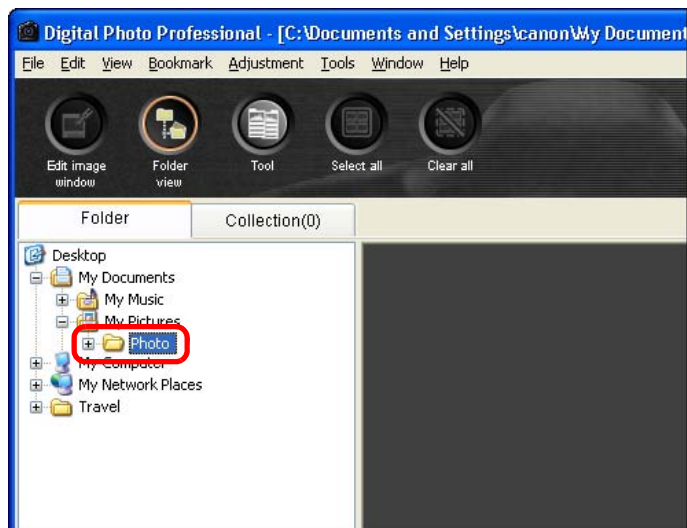 Digital Photo Professional - [C:\Documents and Settings\canon\My Document
File Edit View Bookmark Adjustment Tools Window Help
Edit image window
Folder view
Tool
Select all
Clear all
Folder
Collection(0)
Desktop
My Documents
My Music
My Pictures
Photo
My Computer
My Network Places
Travel